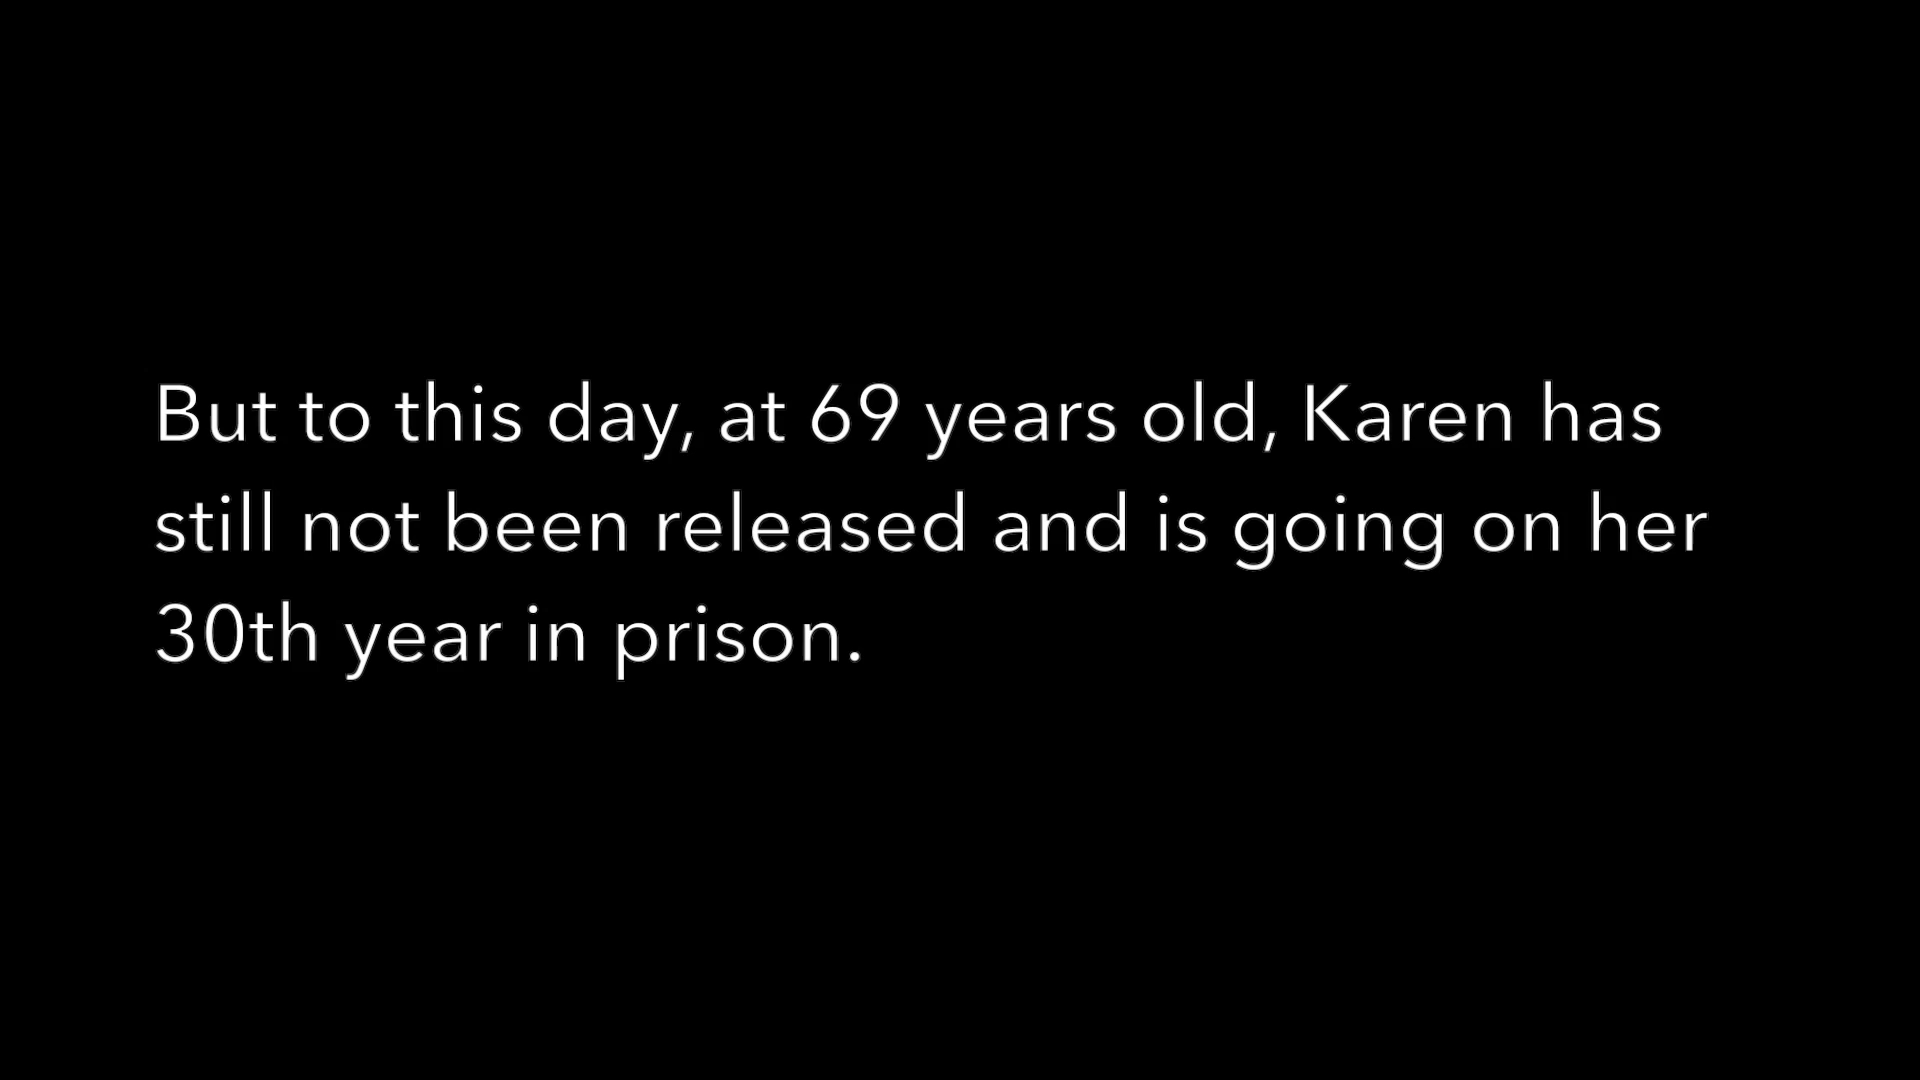 But to this day, at 69 years old, Karen has
still not been released and is going on her
30th year in prison.